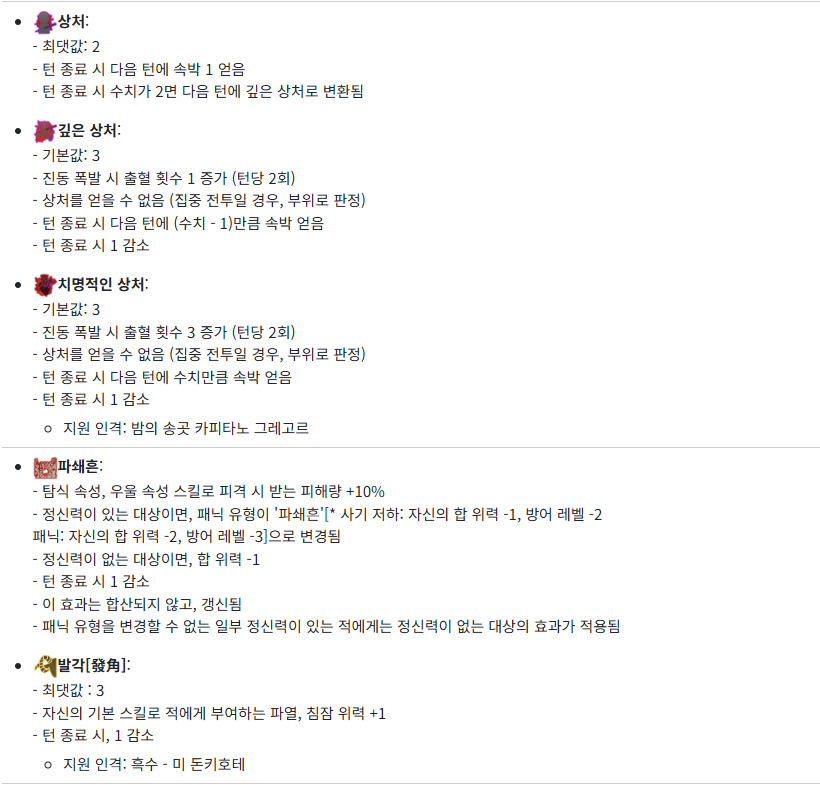 상처:
- 최댓값: 2
- 턴 종료 시 다음 턴에 속박 1 얻음
- 턴 종료 시 수치가 2면 다음 턴에 깊은 상처로 변환됨
깊은 상처:
- 기본값: 3
- 진동 폭발 시 출혈 횟수 1 증가 (턴당 2회)
- 상처를 얻을 수 없음 (집중 전투일 경우, 부위로 판정)
- 턴 종료 시 다음 턴에 (수치 - 1)만큼 속박 얻음
- 턴 종료 시 1 감소
치명적인 상처:
- 기본값: 3
- 진동 폭발 시 출혈 횟수 3 증가 (턴당 2회)
- 상처를 얻을 수 없음 (집중 전투일 경우, 부위로 판정)
- 턴 종료 시 다음 턴에 수치만큼 속박 얻음
- 턴 종료 시 1 감소
지원 인격: 밤의 송곳 카피타노 그레고르
파쇄흔:
- 탐식 속성, 우울 속성 스킬로 피격 시 받는 피해량 +10%
- 정신력이 있는 대상이면, 패닉 유형이 '파쇄흔'[* 사기 저하: 자신의 합 위력 -1, 방어 레벨 -2
패닉: 자신의 합 위력 -2, 방어 레벨 -3]으로 변경됨
- 정신력이 없는 대상이면, 합 위력 -1
- 턴 종료 시 1 감소
- 이 효과는 합산되지 않고, 갱신됨
- 패닉 유형을 변경할 수 없는 일부 정신력이 있는 적에게는 정신력이 없는 대상의 효과가 적용됨
발각[發角]:
- 최댓값 : 3
- 자신의 기본 스킬로 적에게 부여하는 파열, 침잠 위력 +1
- 턴 종료 시, 1 감소
지원 인격: 흑수 - 미 돈키호테